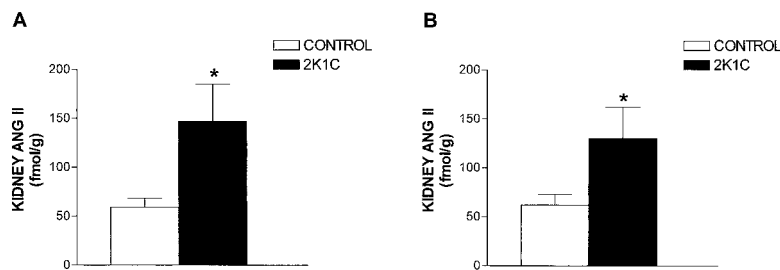 A
CONTROL
2K1C
200
150
100
50
0
KIDNEY ANG II
(fmol/g)
*
B
CONTROL
2K1C
200
150
100
50
0
KIDNEY ANG II
(fmol/g)
*